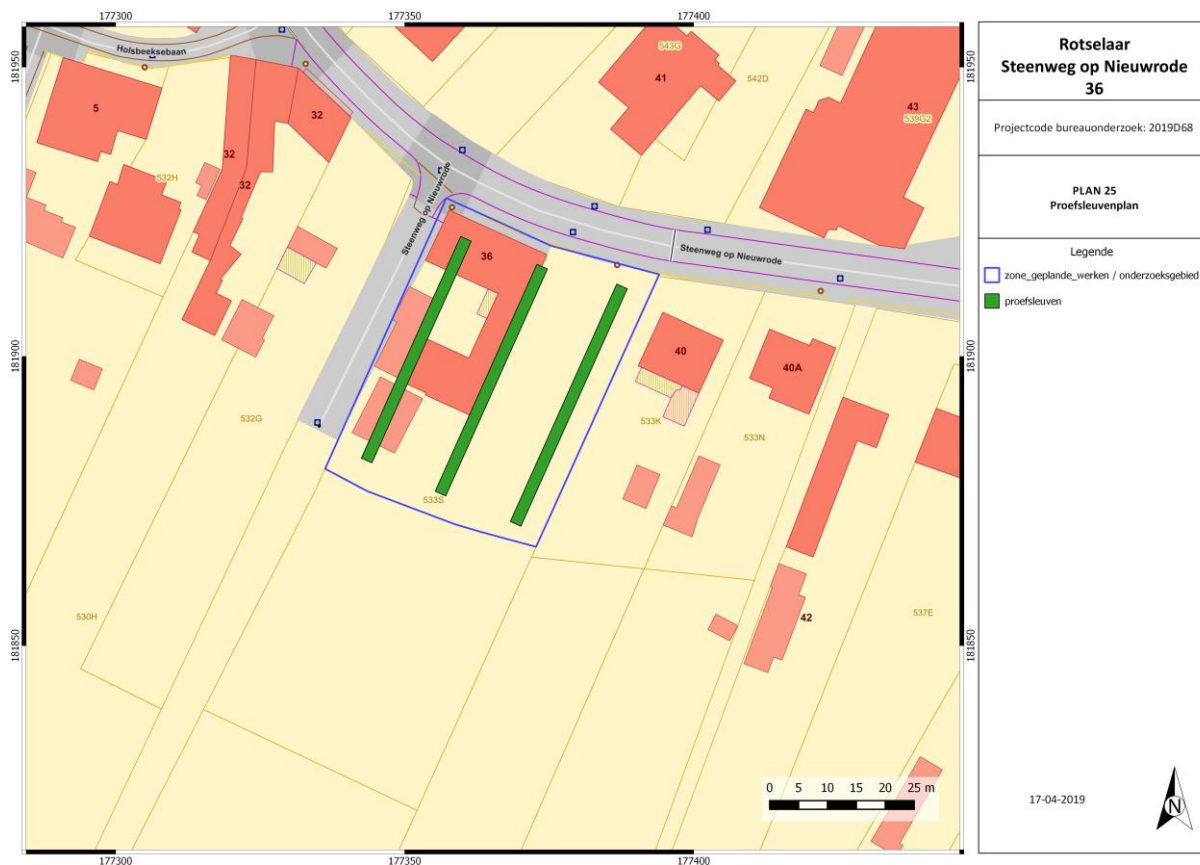 177300
177350
177400
181950
181950
Holsbeeksebaan
543G
41
542D
5
32
43
539G2
32
32
532H
Steenweg op Nieuwrode
36
Steenweg op Nieuwrode
181900
181900
40
40A
532G
533K
533N
533S
530H
42
537E
181850
181850
0 5 10 15 20 25 m
177300
177350
177400
Rotselaar
Steenweg op Nieuwrode
36
Projectcode bureauonderzoek: 2019D68
PLAN 25
Proefsleuvenplan
Legende
zone_geplande_werken / onderzoeksgebied
proefsleuven
17-04-2019
N